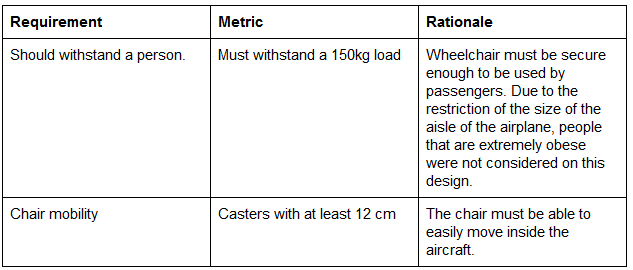 Requirement Metric Rationale
Should withstand a person. Must withstand a 150kg load Wheelchair must be secure
enough to be used by
passengers. Due to the
restriction of the size of the
aisle of the airplane, people
that are extremely obese
were not considered on this
design.
Chair mobility Casters with at least 12 cm The chair must be able to
easily move inside the
aircraft.